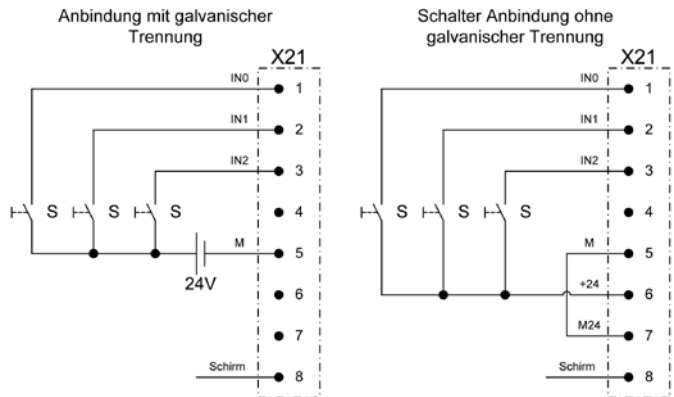 Anbindung mit galvanischer
Trennung
X21
IN0
1
IN1
2
IN2
3
S
S
S
4
M
5
24V
6
7
Schirm
8
Schalter Anbindung ohne
galvanischer Trennung
X21
IN0
1
IN1
2
IN2
3
S
S
S
4
M
5
+24
6
M24
7
Schirm
8